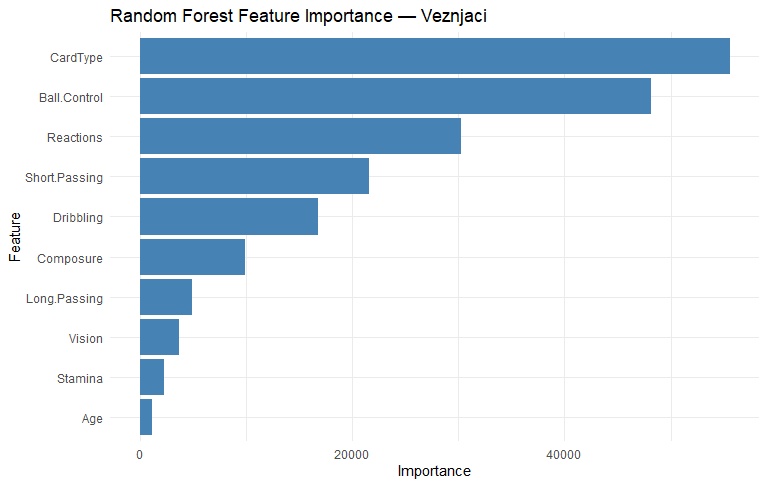 Random Forest Feature Importance — Veznjaci
CardType
Ball.Control
Reactions
Short.Passing
Dribbling
Composure
Long.Passing
Vision
Stamina
Age
Feature
0 20000 40000
Importance